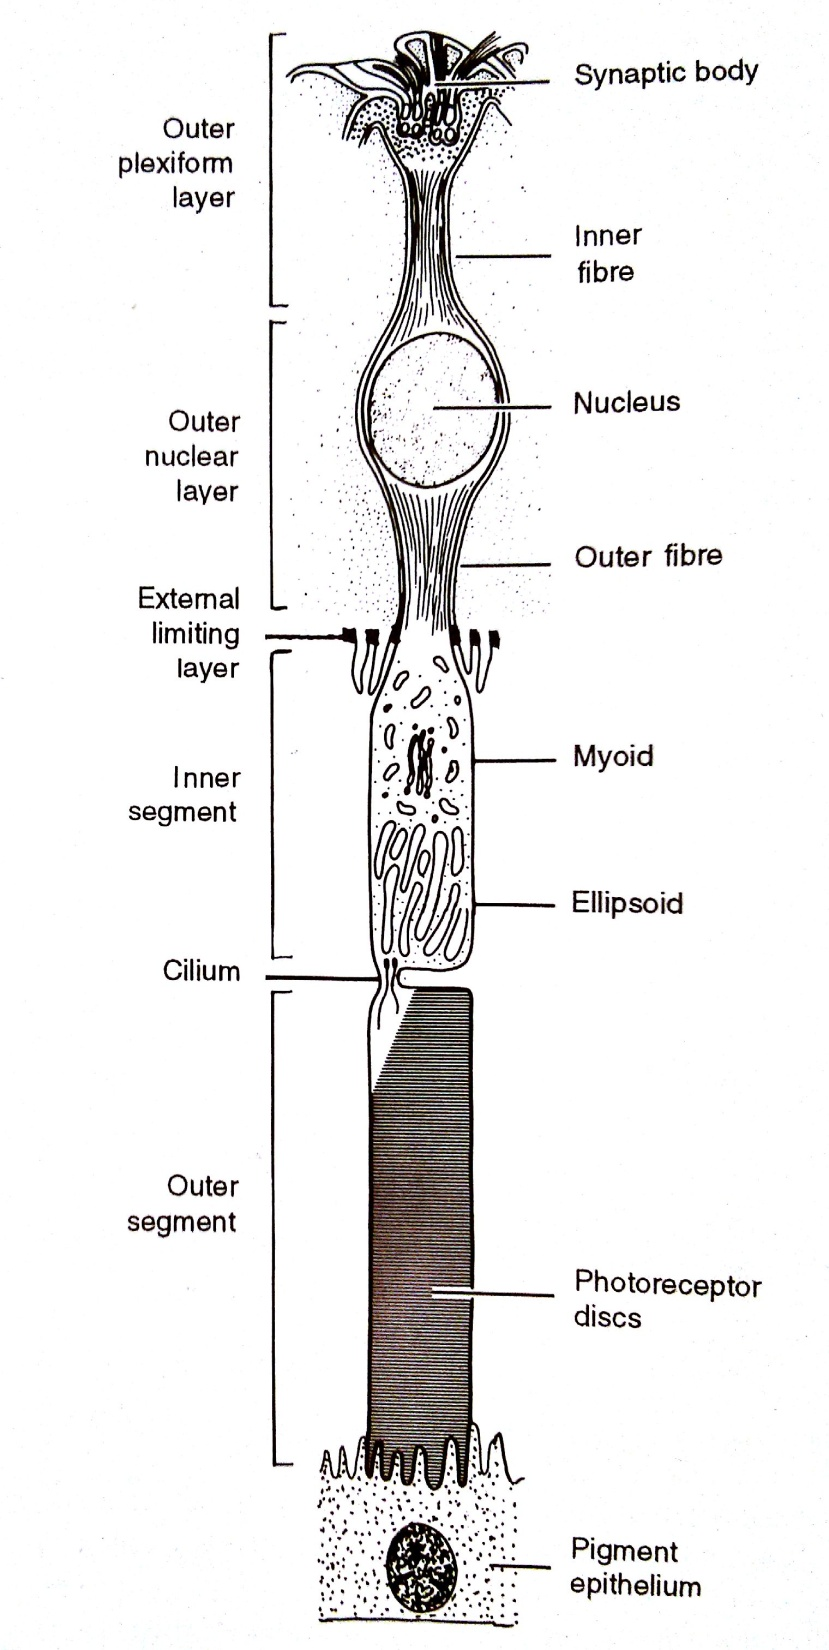 Synaptic body
Outer
plexiform
layer
Inner
fibre
Nucleus
Outer
nuclear
layer
Outer fibre
External
limiting
layer
Myoid
Inner
segment
Ellipsoid
Cilium
Outer
segment
Photoreceptor
discs
Pigment
epithelium